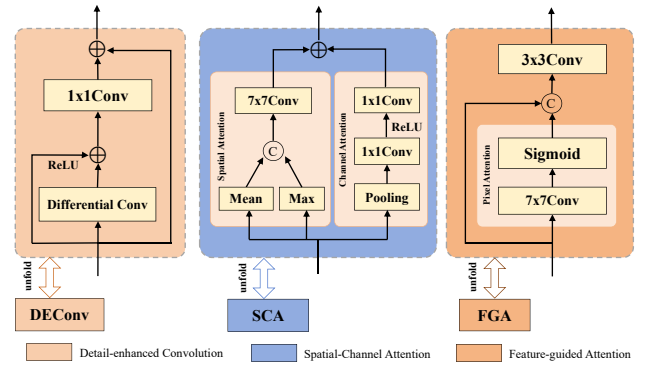 1x1Conv
ReLU
Differential Conv
unfold
DEConv
7x7Conv
C
Mean
Max
Spatial Attention
1x1Conv
ReLU
1x1Conv
Pooling
Channel Attention
unfold
SCA
3x3Conv
C
Sigmoid
7x7Conv
Pixel Attention
unfold
FGA
Detail-enhanced Convolution
Spatial-Channel Attention
Feature-guided Attention